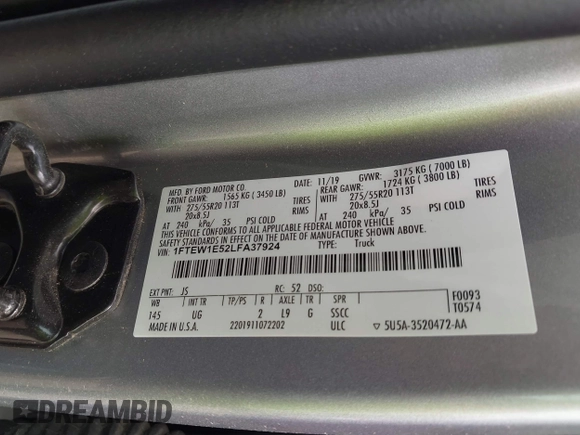 MFD. BY FORD MOTOR CO.
11/19 GVWR: 3175 KG ( 7000 LB)
FRONT GAWR: 1565 KG ( 3450 LB) REAR GAWR: 1724 KG ( 3800 LB)
WITH 275/55R20 113T TIRES WITH 275/55R20 113T TIRES
20x8.5J RIMS 20x8.5J RIMS
AT 240 kPa/ 35 PSI COLD AT 240 kPa/ 35 PSI COLD
THIS VEHICLE CONFORMS TO ALL APPLICABLE FEDERAL MOTOR VEHICLE
SAFETY STANDARDS IN EFFECT ON THE DATE OF MANUFACTURE SHOWN ABOVE.
VIN: 1FTEW1E52LFA37924 TYPE: Truck
EXT PNT: JS RC: 52 DSO: F0093
WB INT TR TP/PS R AXLE TR SPR T0574
145 UG 2 L9 G SSCC
MADE IN U.S.A. 2201911072202 ULC ▽ 5U5A-3520472-AA
DREAMBID